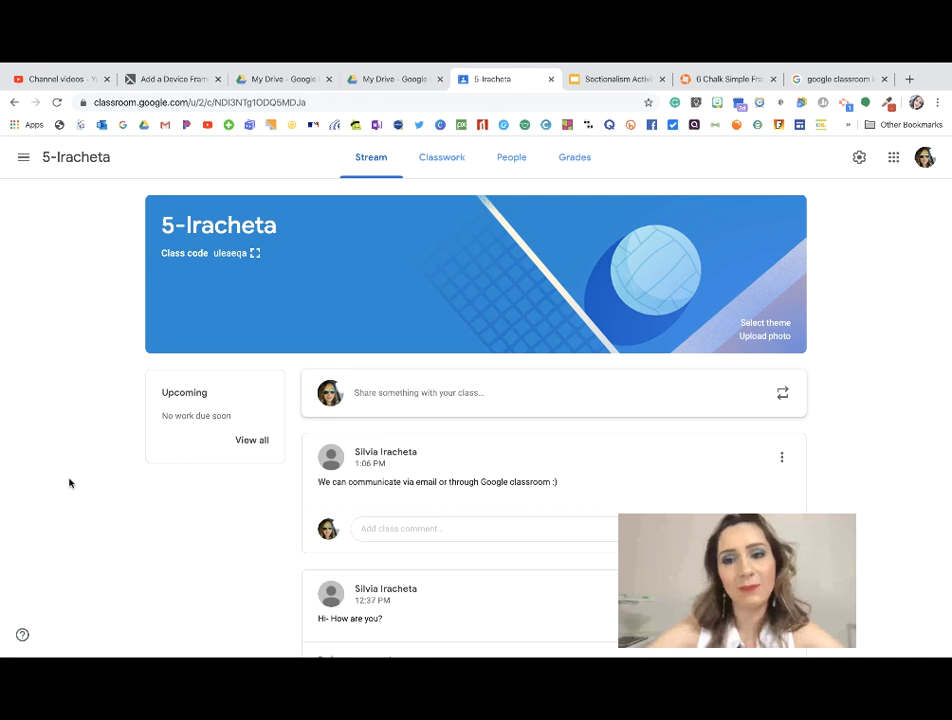 Channel videos - Y
Add a Device Fram
My Drive - Google
My Drive - Google
5-Iracheta
Sectionalism Activi
6 Chalk Simple Fra
google classroom
classroom.google.com/u/2/c/NDI3NTg1ODQ5MDJa
Apps
Other Bookmarks
5-Iracheta
Stream
Classwork
People
Grades
5-Iracheta
Class code uleaeqa
Select theme
Upload photo
Upcoming
No work due soon
View all
Share something with your class...
Silvia Iracheta
1:06 PM
We can communicate via email or through Google classroom :)
Add class comment...
Silvia Iracheta
12:37 PM
Hi- How are you?